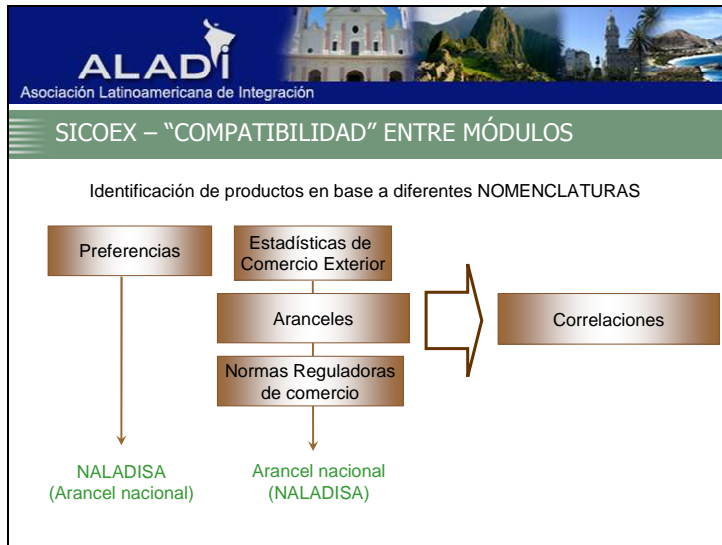 ALADI
Asociación Latinoamericana de Integración
SICOEX – “COMPATIBILIDAD” ENTRE MÓDULOS
Identificación de productos en base a diferentes NOMENCLATURAS
Preferencias
Estadísticas de
Comercio Exterior
Aranceles
Normas Reguladoras
de comercio
Correlaciones
NALADISA
(Arancel nacional)
Arancel nacional
(NALADISA)